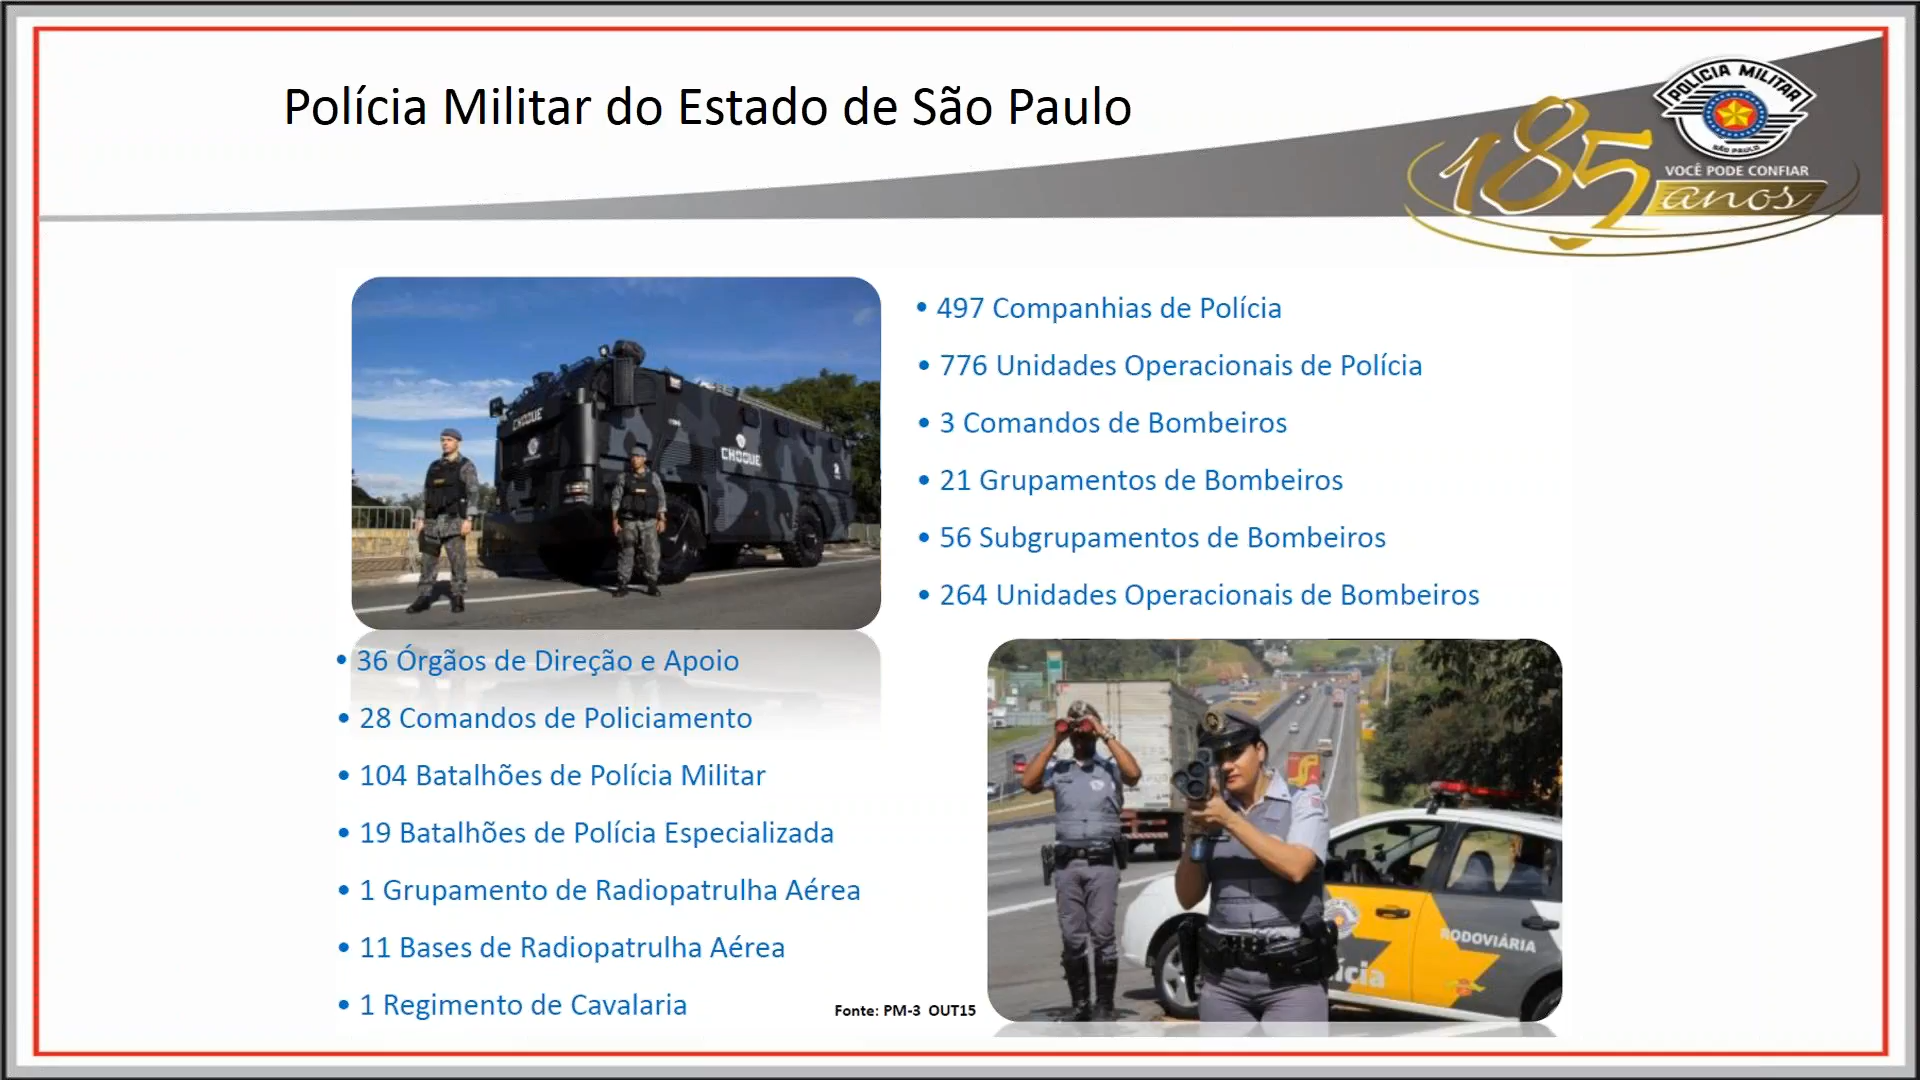 Polícia Militar do Estado de São Paulo
POLÍCIA MILITAR
SÃO PAULO
VOCÊ PODE CONFIAR
185
anos
• 497 Companhias de Polícia
• 776 Unidades Operacionais de Polícia
• 3 Comandos de Bombeiros
• 21 Grupamentos de Bombeiros
• 56 Subgrupamentos de Bombeiros
• 264 Unidades Operacionais de Bombeiros
CHOQUE
CHOQUE
• 36 Órgãos de Direção e Apoio
• 28 Comandos de Policiamento
• 104 Batalhões de Polícia Militar
• 19 Batalhões de Polícia Especializada
• 1 Grupamento de Radiopatrulha Aérea
• 11 Bases de Radiopatrulha Aérea
• 1 Regimento de Cavalaria
Fonte: PM-3 OUT15
RODOVIÁRIA
ícia